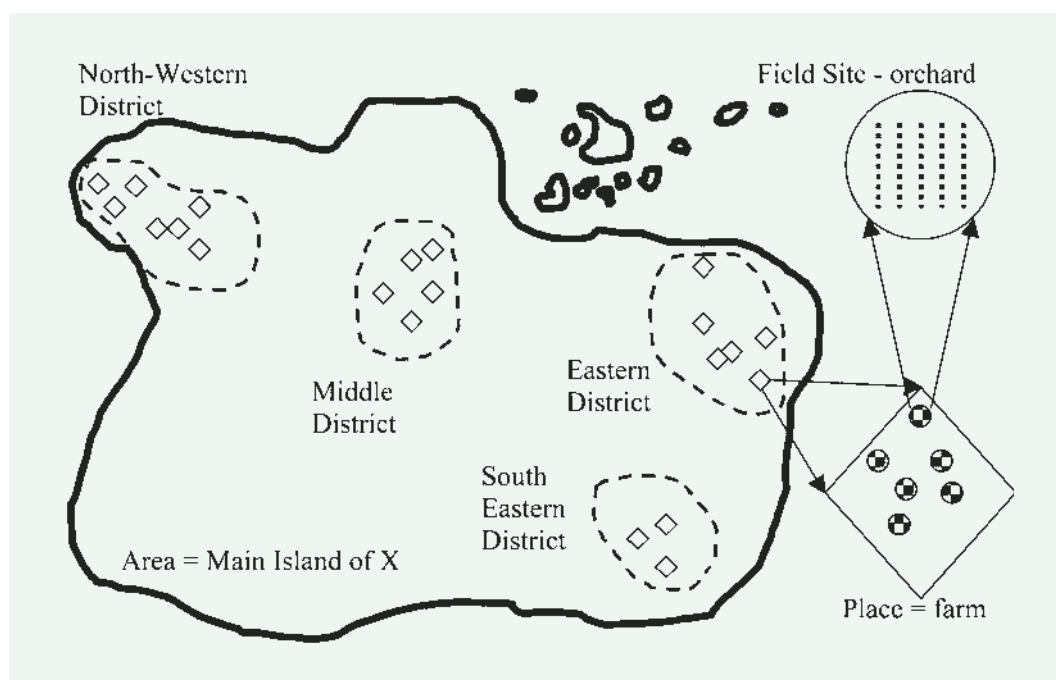 North-Western
District
Field Site - orchard
Middle
District
Eastern
District
South
Eastern
District
Area = Main Island of X
Place = farm